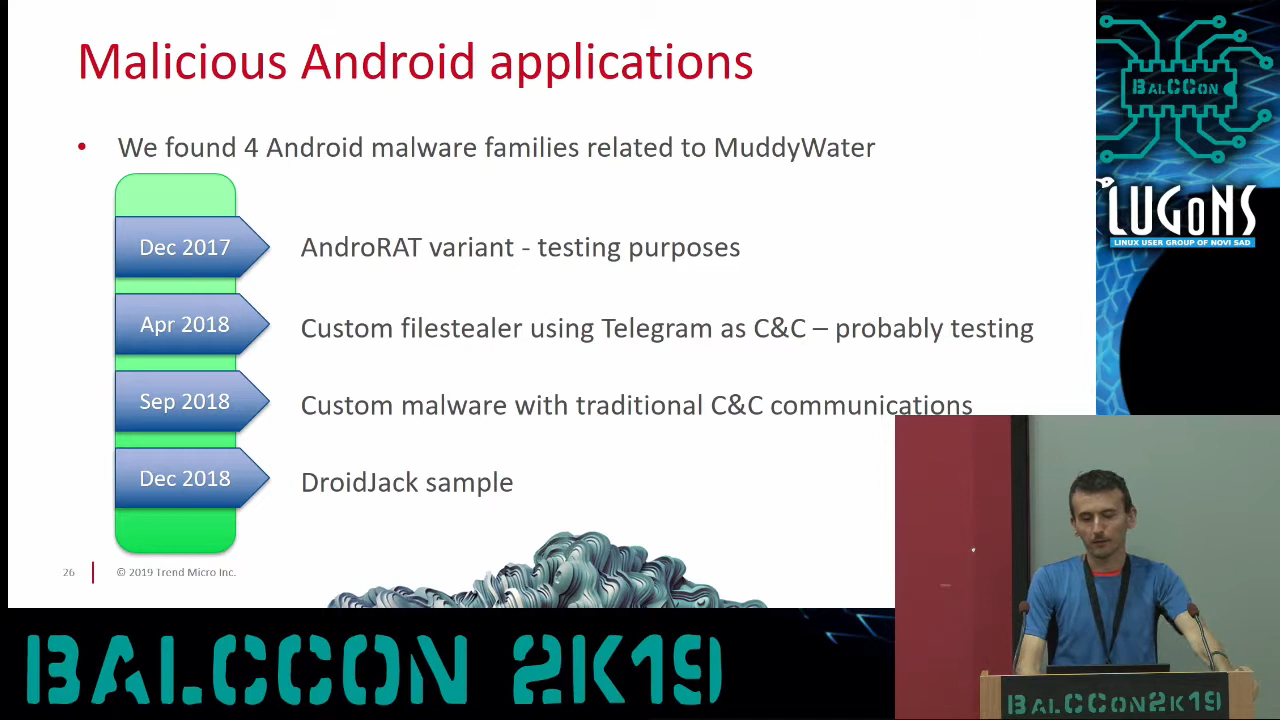 Malicious Android applications
• We found 4 Android malware families related to MuddyWater
Dec 2017
AndroRAT variant - testing purposes
Apr 2018
Custom filestealer using Telegram as C&C – probably testing
Sep 2018
Custom malware with traditional C&C communications
Dec 2018
DroidJack sample
26
© 2019 Trend Micro Inc.
BALCCON
LUGONS
LINUX USER GROUP OF NOVI SAD
BALCCON 2K19
BALCCON2K19